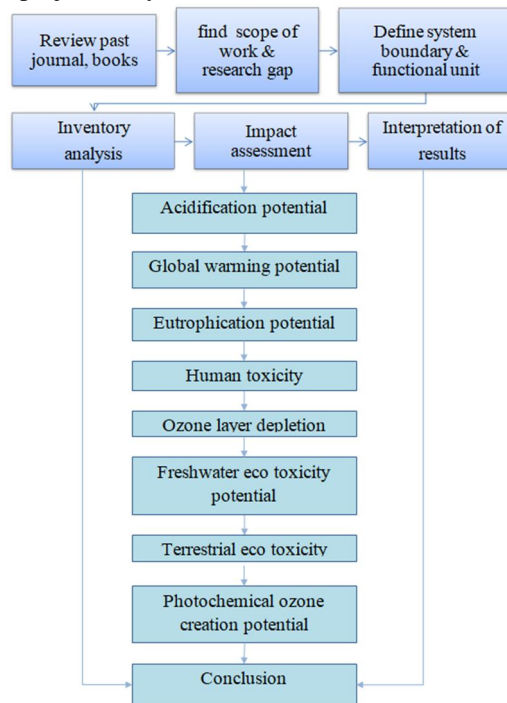 Review past
journal, books
find scope of
work &
research gap
Define system
boundary &
functional unit
Inventory
analysis
Impact
assessment
Interpretation of
results
Acidification potential
Global warming potential
Eutrophication potential
Human toxicity
Ozone layer depletion
Freshwater eco toxicity
potential
Terrestrial eco toxicity
Photochemical ozone
creation potential
Conclusion